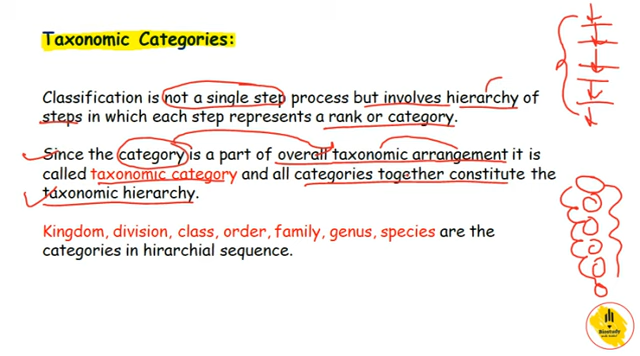 Taxonomic Categories:
Classification is not a single step process but involves hierarchy of
steps in which each step represents a rank or category.
Since the category is a part of overall taxonomic arrangement it is
called taxonomic category and all categories together constitute the
taxonomic hierarchy.
Kingdom, division, class, order, family, genus, species are the
categories in hirarchial sequence.
Biostudy